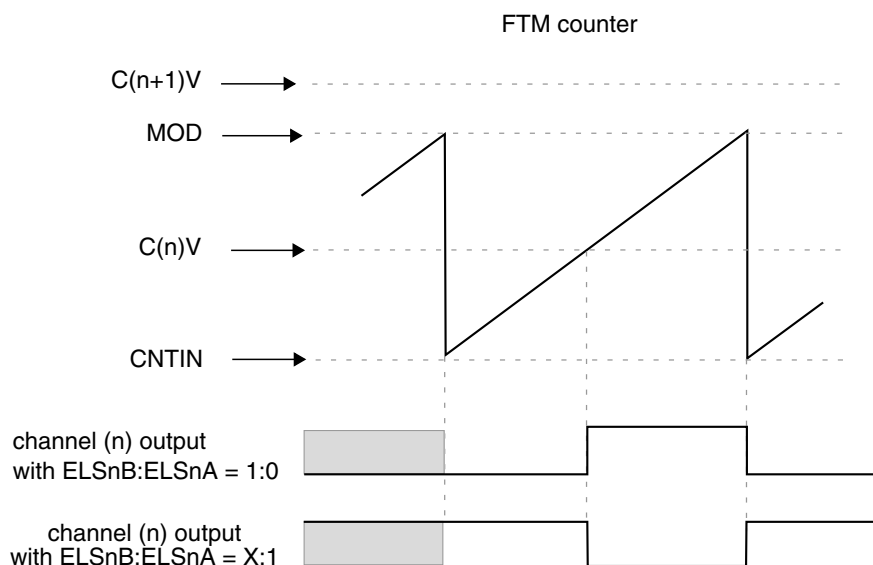 FTM counter
C(n+1)V
MOD
C(n)V
CNTIN
channel (n) output
with ELSnB:ELSnA = 1:0
channel (n) output
with ELSnB:ELSnA = X:1